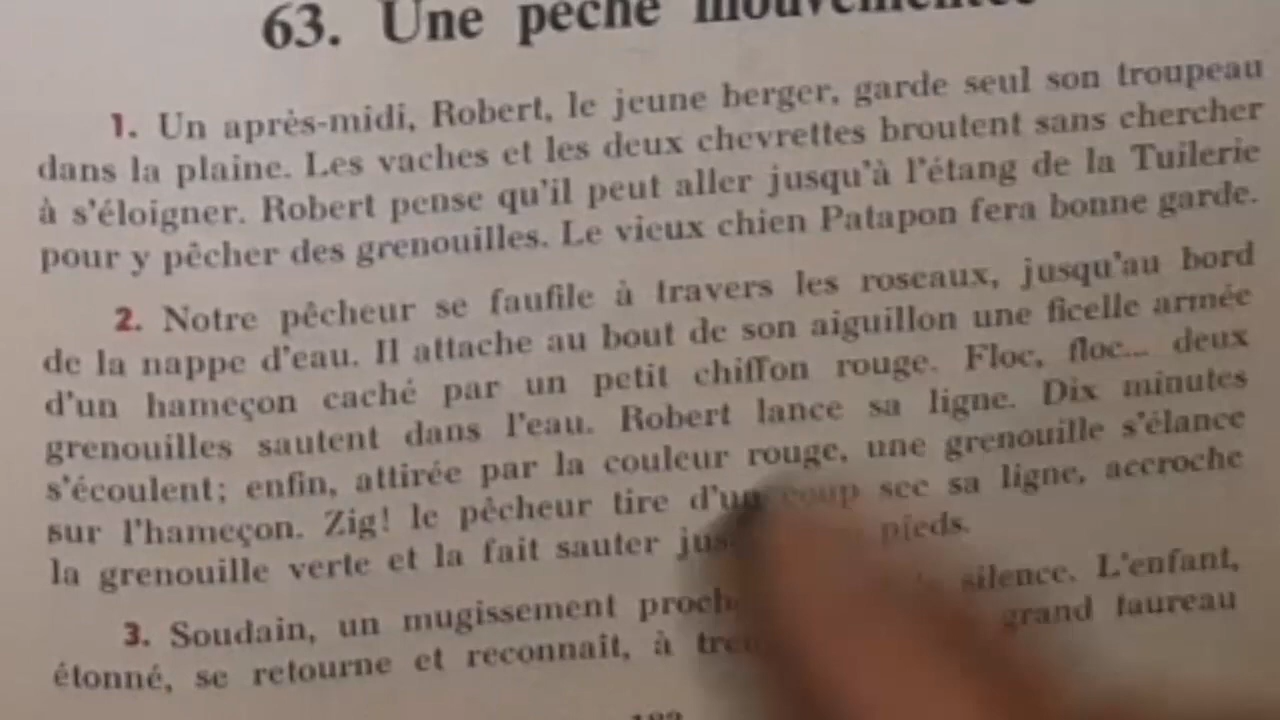 63. Une pêche mouvementée
1. Un après-midi, Robert, le jeune berger, garde seul son troupeau
dans la plaine. Les vaches et les deux chevrettes broutent sans chercher
à s'éloigner. Robert pense qu'il peut aller jusqu'à l'étang de la Tuilerie
pour y pêcher des grenouilles. Le vieux chien Patapon fera bonne garde.
2. Notre pêcheur se faufile à travers les roseaux, jusqu'au bord
de la nappe d'eau. Il attache au bout de son aiguillon une ficelle armée
d'un hameçon caché par un petit chiffon rouge. Floc, floc... deux
grenouilles sautent dans l'eau. Robert lance sa ligne. Dix minutes
s'écoulent; enfin, attirée par la couleur rouge, une grenouille s'élance
sur l'hameçon. Zig! le pêcheur tire d'un coup sec sa ligne, accroche
la grenouille verte et la fait sauter pieds.
3. Soudain, un mugissement silence. L'enfant,
étonné, se retourne et reconnaît, à grand taureau